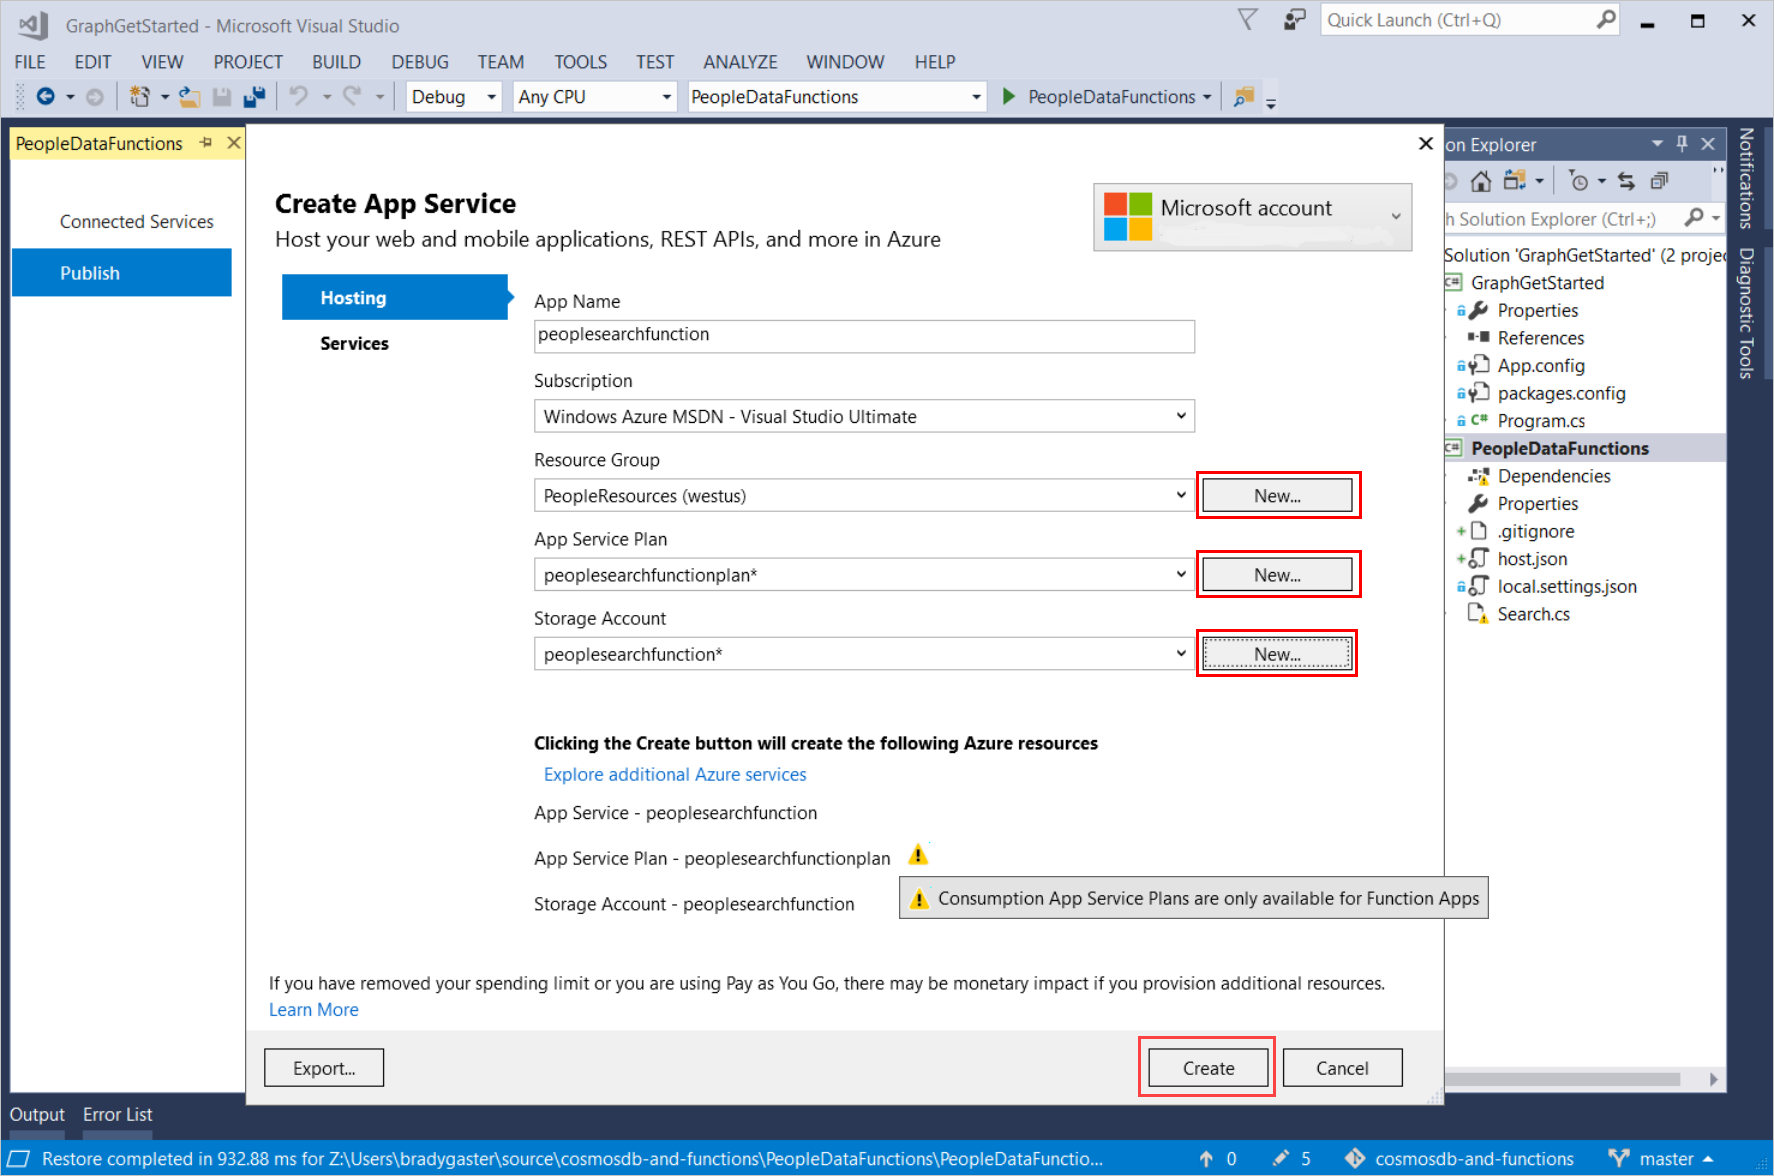 GraphGetStarted - Microsoft Visual Studio
Quick Launch (Ctrl+Q)
FILE EDIT VIEW PROJECT BUILD DEBUG TEAM TOOLS TEST ANALYZE WINDOW HELP
Debug Any CPU PeopleDataFunctions PeopleDataFunctions
PeopleDataFunctions
Connected Services
Publish
Create App Service
Host your web and mobile applications, REST APIs, and more in Azure
Microsoft account
Hosting
Services
App Name
peoplesearchfunction
Subscription
Windows Azure MSDN - Visual Studio Ultimate
Resource Group
PeopleResources (westus)
New...
App Service Plan
peoplesearchfunctionplan*
New...
Storage Account
peoplesearchfunction*
New...
Clicking the Create button will create the following Azure resources
Explore additional Azure services
App Service - peoplesearchfunction
App Service Plan - peoplesearchfunctionplan
Consumption App Service Plans are only available for Function Apps
Storage Account - peoplesearchfunction
If you have removed your spending limit or you are using Pay as You Go, there may be monetary impact if you provision additional resources.
Learn More
Export...
Create
Cancel
on Explorer
h Solution Explorer (Ctrl+;)
Solution 'GraphGetStarted' (2 projec
C# GraphGetStarted
Properties
References
App.config
packages.config
C# Program.cs
C# PeopleDataFunctions
Dependencies
Properties
.gitignore
host.json
local.settings.json
Search.cs
Notifications
Diagnostic Tools
Output Error List
Restore completed in 932.88 ms for Z:\Users\bradygaster\source\cosmosdb-and-functions\PeopleDataFunctions\PeopleDataFunctio...
0 5 cosmosdb-and-functions master